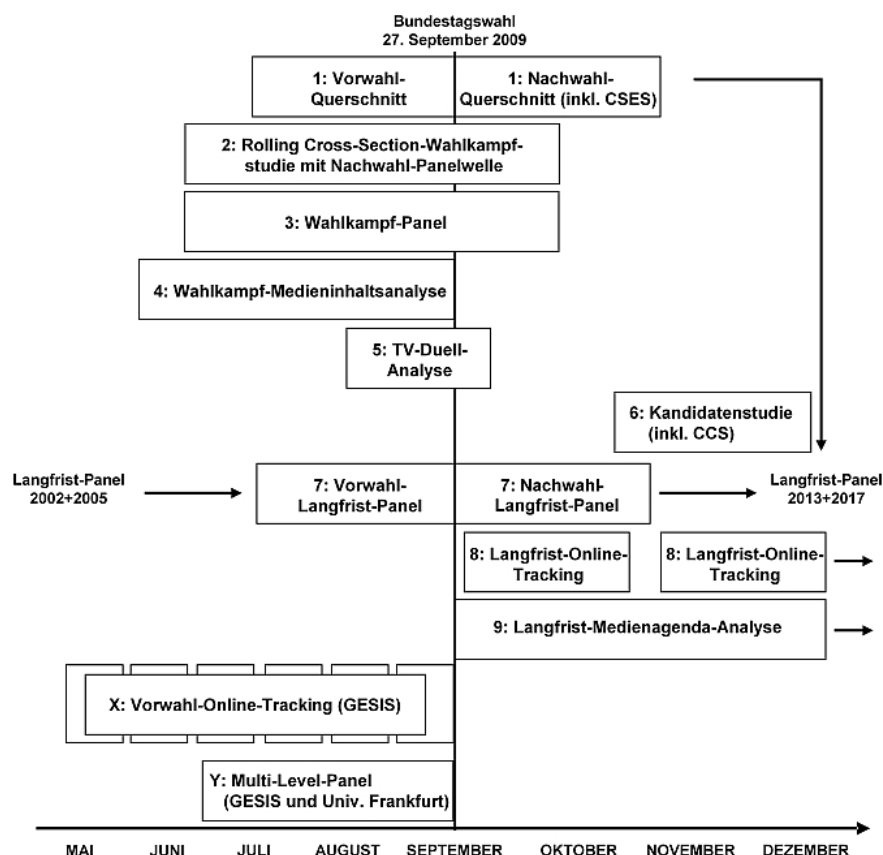 Bundestagswahl
27. September 2009
1: Vorwahl-
Querschnitt
1: Nachwahl-
Querschnitt (inkl. CSES)
2: Rolling Cross-Section-Wahlkampf-
studie mit Nachwahl-Panelwelle
3: Wahlkampf-Panel
4: Wahlkampf-Medieninhaltsanalyse
5: TV-Duell-
Analyse
6: Kandidatenstudie
(inkl. CCS)
Langfrist-Panel
2002+2005
7: Vorwahl-
Langfrist-Panel
7: Nachwahl-
Langfrist-Panel
Langfrist-Panel
2013+2017
8: Langfrist-Online-
Tracking
8: Langfrist-Online-
Tracking
9: Langfrist-Medienagenda-Analyse
X: Vorwahl-Online-Tracking (GESIS)
Y: Multi-Level-Panel
(GESIS und Univ. Frankfurt)
MAI JUNI JULI AUGUST SEPTEMBER OKTOBER NOVEMBER DEZEMBER